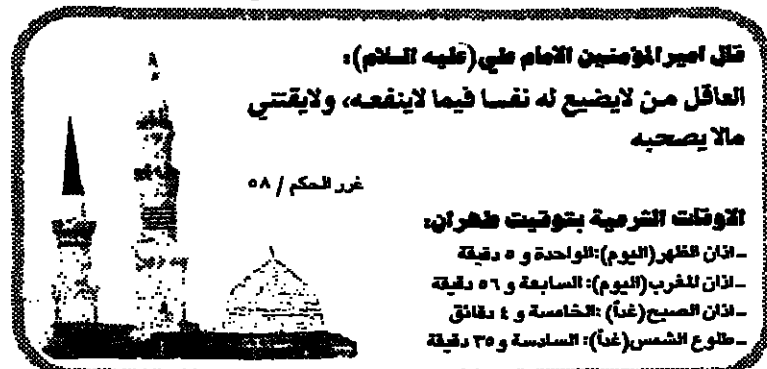 قال امير المؤمنين الامام علي (عليه السلام):
العاقل من لايضيع له نفسا فيما لاينفعه، ولايقتني
مالا يصحبه
غرر الحكم / ٥٨
الاوقات الشرعية بتوقيت طهران:
ـ اذان الظهر (اليوم): الواحدة و ٥ دقيقة
ـ اذان المغرب (اليوم): السابعة و ٥٦ دقيقة
ـ اذان الصبح (غداً): الخامسة و ٤ دقائق
ـ طلوع الشمس (غداً): السادسة و ٣٥ دقيقة